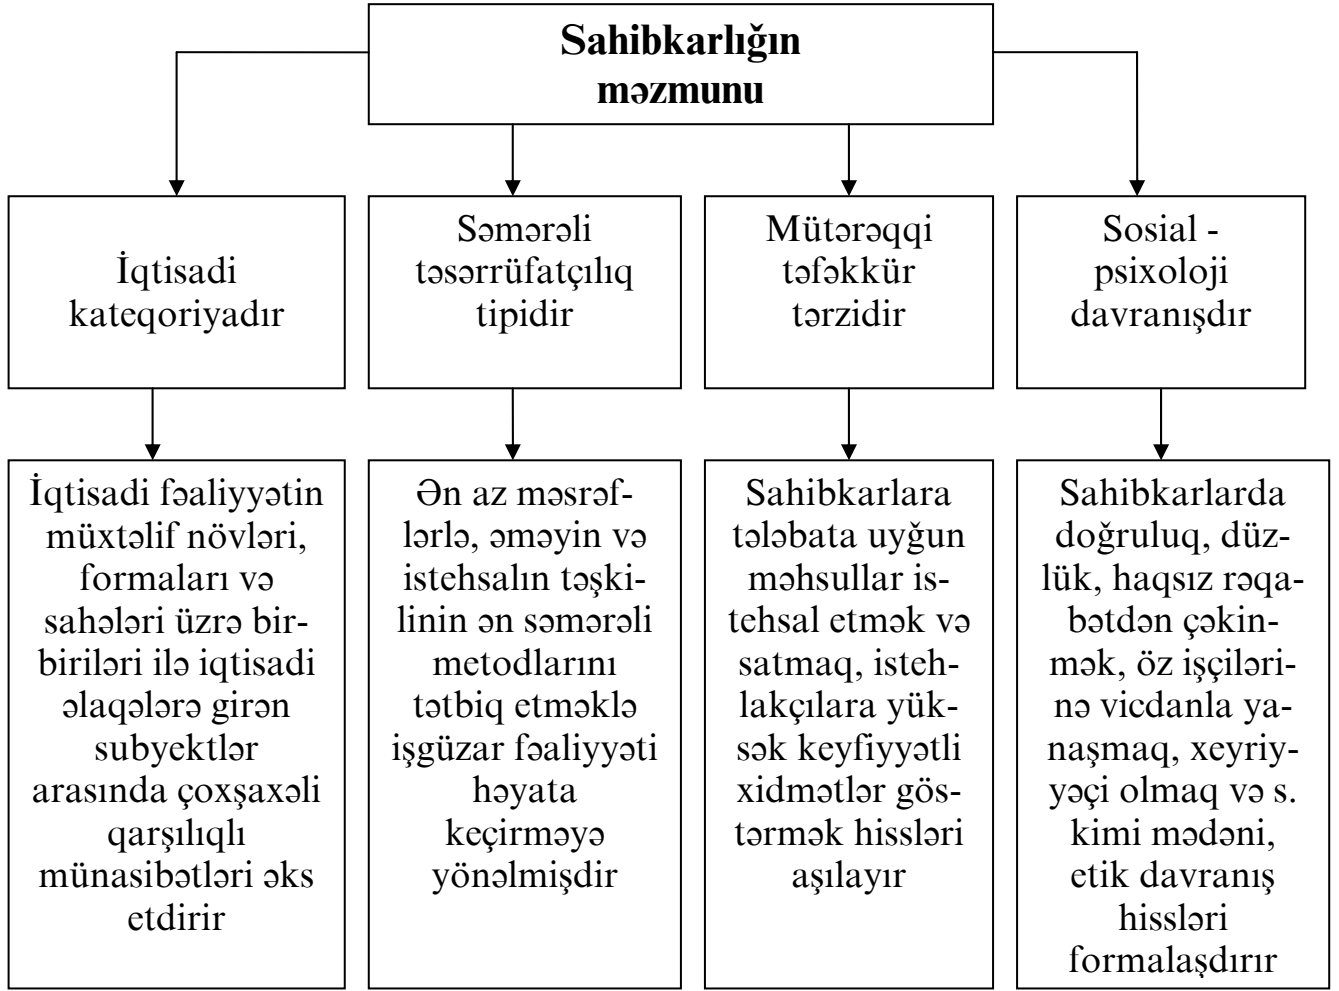 Sahibkarlığın
məzmunu
İqtisadi
kateqoriyadır
Səmərəli
təsərrüfatçılıq
tipidir
Mütərəqqi
təfəkkür
tərzidir
Sosial -
psixoloji
davranışdır
İqtisadi fəaliyyətin
müxtəlif növləri,
formaları və
sahələri üzrə bir-
biriləri ilə iqtisadi
əlaqələrə girən
subyektlər
arasında çoxşaxəli
qarşılıqlı
münasibətləri əks
etdirir
Ən az məsrəf-
lərlə, əməyin və
istehsalın təşki-
linin ən səmərəli
metodlarını
tətbiq etməklə
işgüzar fəaliyyəti
həyata
keçirməyə
yönəlmişdir
Sahibkarlara
tələbata uyğun
məhsullar is-
tehsal etmək və
satmaq, isteh-
lakçılara yük-
sək keyfiyyətli
xidmətlər gös-
tərmək hissləri
aşılayır
Sahibkarlarda
doğruluq, düz-
lük, haqsız rəqa-
bətdən çəkin-
mək, öz işçiləri-
nə vicdanla ya-
naşmaq, xeyriy-
yəçi olmaq və s.
kimi mədəni,
etik davranış
hissləri
formalaşdırır